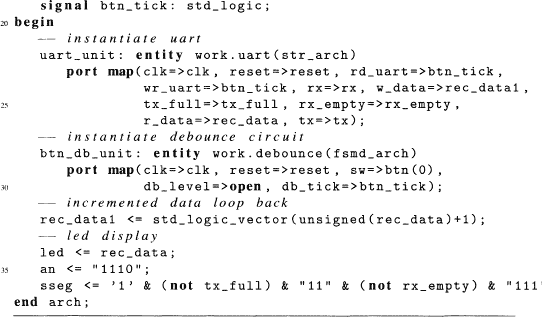 signal btn_tick: std_logic;
20 begin
— instantiate uart
uart_unit: entity work.uart(str_arch)
port map(clk=>clk, reset=>reset, rd_uart=>btn_tick,
wr_uart=>btn_tick, rx=>rx, w_data=>rec_data1,
25 tx_full=>tx_full, rx_empty=>rx_empty,
r_data=>rec_data, tx=>tx);
— instantiate debounce circuit
btn_db_unit: entity work.debounce(fsmd_arch)
port map(clk=>clk, reset=>reset, sw=>btn(0),
30 db_level=>open, db_tick=>btn_tick);
— incremented data loop back
rec_data1 <= std_logic_vector(unsigned(rec_data)+1);
— led display
led <= rec_data;
35 an <= "1110";
sseg <= '1' & (not tx_full) & "11" & (not rx_empty) & "111"
end arch;